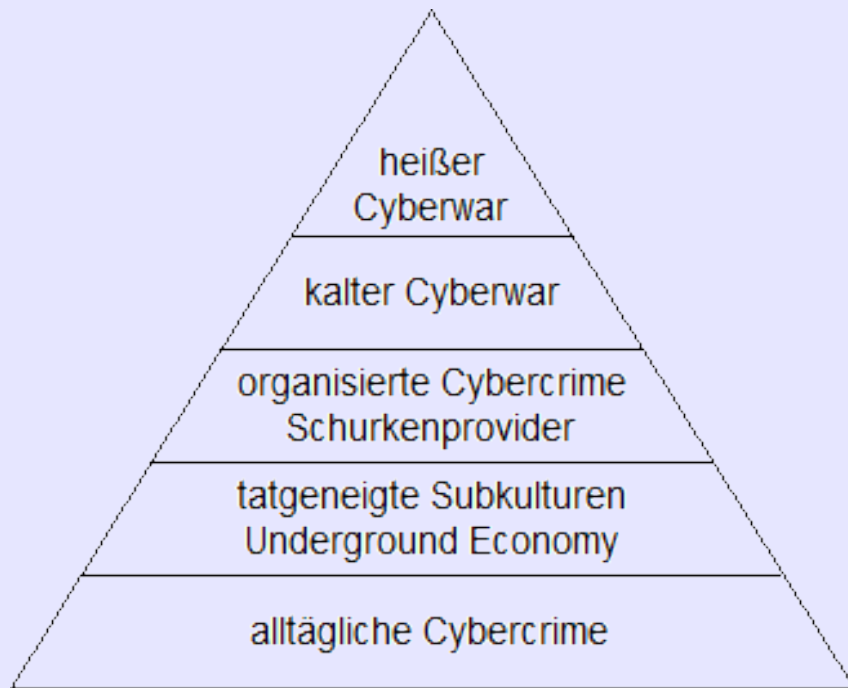 heißer
Cyberwar
kalter Cyberwar
organisierte Cybercrime
Schurkenprovider
tatgeneigte Subkulturen
Underground Economy
alltägliche Cybercrime